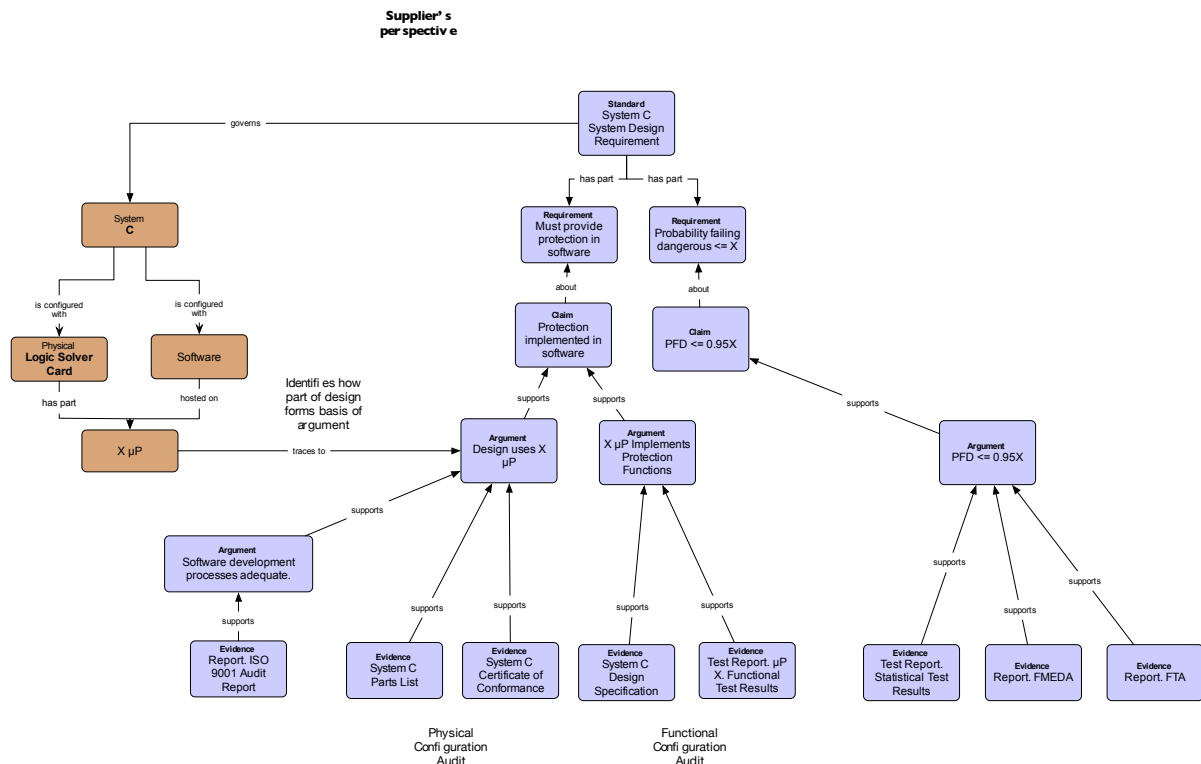 Supplier's
perspective
Standard
System C
System Design
Requirement
governs
has part
has part
System
C
Requirement
Must provide
protection in
software
Requirement
Probability failing
dangerous <= X
is configured
with
is configured
with
about
about
Claim
Protection
implemented in
software
Claim
PFD <= 0.95X
Physical
Logic Solver
Card
Software
Identifies how
part of design
forms basis of
argument
has part
hosted on
supports
supports
supports
X µP
traces to
Argument
Design uses X
µP
Argument
X µP Implements
Protection
Functions
Argument
PFD <= 0.95X
supports
Argument
Software development
processes adequate.
supports
supports
supports
supports
supports
supports
supports
supports
Evidence
Report. ISO
9001 Audit
Report
Evidence
System C
Parts List
Evidence
System C
Certificate of
Conformance
Evidence
System C
Design
Specification
Evidence
Test Report. µP
X. Functional
Test Results
Evidence
Test Report.
Statistical Test
Results
Evidence
Report. FMEDA
Evidence
Report. FTA
Physical
Configuration
Audit
Functional
Configuration
Audit